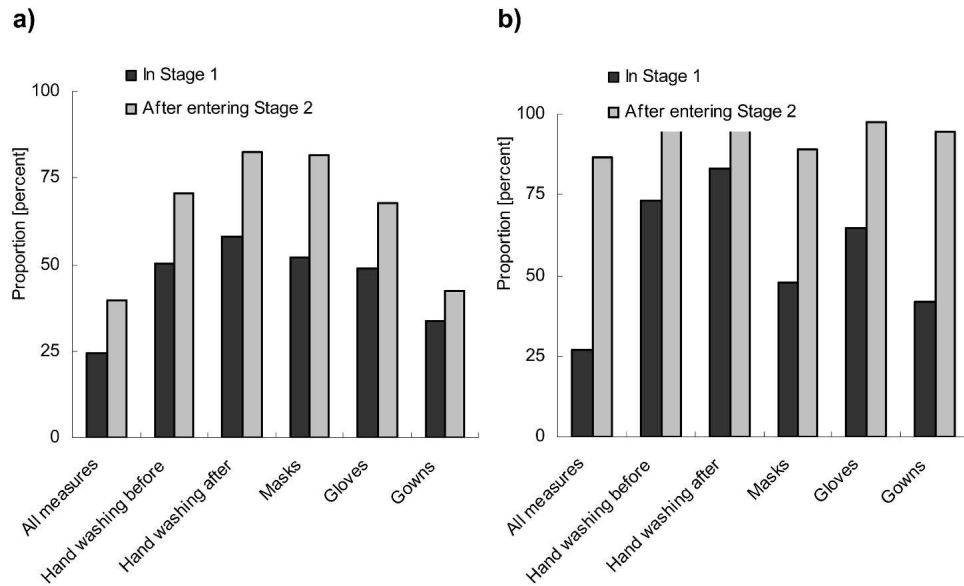 a)
In Stage 1
After entering Stage 2
Proportion [percent]
100
75
50
25
0
All measures
Hand washing before
Hand washing after
Masks
Gloves
Gowns
b)
In Stage 1
After entering Stage 2
Proportion [percent]
100
75
50
25
0
All measures
Hand washing before
Hand washing after
Masks
Gloves
Gowns